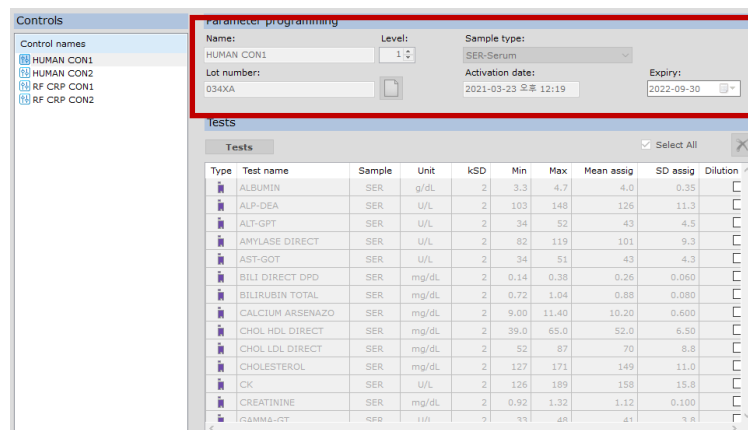 Controls
Parameter programming
Control names
HUMAN CON1
HUMAN CON2
RF CRP CON1
RF CRP CON2
Name: Level: Sample type:
HUMAN CON1 1 SER-Serum
Lot number: Activation date: Expiry:
034XA 2021-03-23 오후 12:19 2022-09-30
Tests
Tests Select All
Type Test name Sample Unit kSD Min Max Mean assig SD assig Dilution
ALBUMIN SER g/dL 2 3.3 4.7 4.0 0.35
ALP-DEA SER U/L 2 103 148 126 11.3
ALT-GPT SER U/L 2 34 52 43 4.5
AMYLASE DIRECT SER U/L 2 82 119 101 9.3
AST-GOT SER U/L 2 34 51 43 4.3
BILI DIRECT DPD SER mg/dL 2 0.14 0.38 0.26 0.060
BILIRUBIN TOTAL SER mg/dL 2 0.72 1.04 0.88 0.080
CALCIUM ARSENAZO SER mg/dL 2 9.00 11.40 10.20 0.600
CHOL HDL DIRECT SER mg/dL 2 39.0 65.0 52.0 6.50
CHOL LDL DIRECT SER mg/dL 2 52 87 70 8.8
CHOLESTEROL SER mg/dL 2 127 171 149 11.0
CK SER U/L 2 126 189 158 15.8
CREATININE SER mg/dL 2 0.92 1.32 1.12 0.100
GAMMA-GT SER U/L 2 33 48 41 3.8